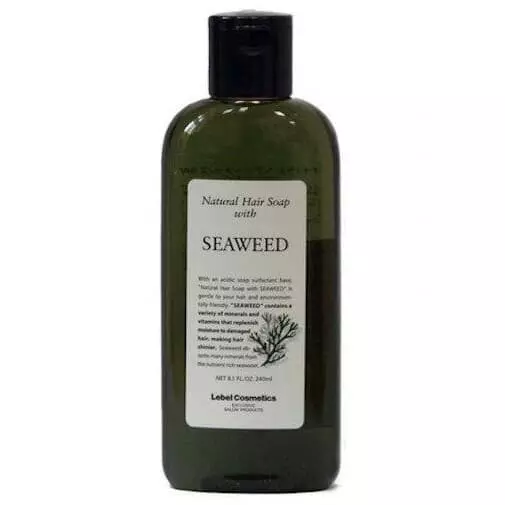 Natural Hair Soap
with
SEAWEED
With an acidic soap surfactant base,
"Natural Hair Soap with SEAWEED" is
gentle to your hair and environmen-
tally friendly. "SEAWEED" contains a
variety of minerals and
vitamins that replenish
moisture to damaged
hair, making hair
shinier. Seaweed ab-
sorbs many minerals from
the nutrient rich seawater.
NET 8.1 FL.OZ. 240ml
Lebel Cosmetics
EXCLUSIVE
SALON PRODUCTS